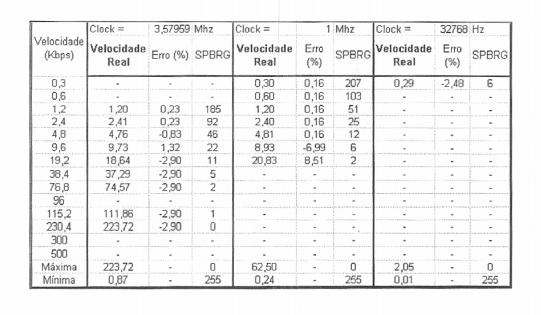 Velocidade (Kbps) Clock = 3,57959 Mhz Clock = 1 Mhz Clock = 32768 Hz
Velocidade Real Erro (%) SPBRG Velocidade Real Erro (%) SPBRG Velocidade Real Erro (%) SPBRG
0,3 - - - 0,30 0,16 207 0,29 -2,48 6
0,6 - - - 0,60 0,16 103 - - -
1,2 1,20 0,23 185 1,20 0,16 51 - - -
2,4 2,41 0,23 92 2,40 0,16 25 - - -
4,8 4,76 -0,83 46 4,81 0,16 12 - - -
9,6 9,73 1,32 22 8,93 -6,99 6 - - -
19,2 18,64 -2,90 11 20,83 8,51 2 - - -
38,4 37,29 -2,90 5 - - - - - -
76,8 74,57 -2,90 2 - - - - - -
96 - - - - - - - - -
115,2 111,86 -2,90 1 - - - - - -
230,4 223,72 -2,90 0 - - - - - -
300 - - - - - - - - -
500 - - - - - - - - -
Máxima 223,72 - 0 62,50 - 0 2,05 - 0
Mínima 0,87 - 255 0,24 - 255 0,01 - 255